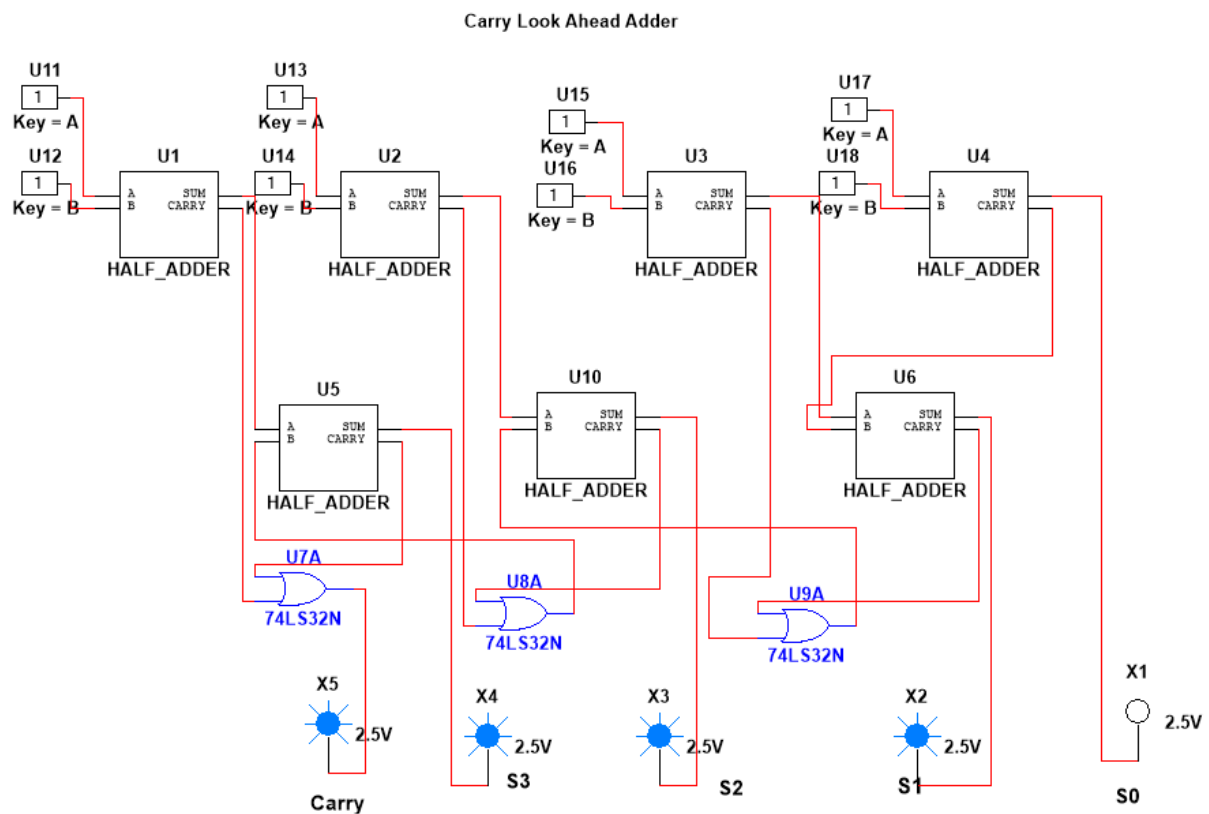 Carry Look Ahead Adder
U11
1
Key = A
U12
1
Key = B
U1
A
B
SUM
CARRY
HALF_ADDER
U13
1
Key = A
U14
1
Key = B
U2
A
B
SUM
CARRY
HALF_ADDER
U15
1
Key = A
U16
1
Key = B
U3
A
B
SUM
CARRY
HALF_ADDER
U17
1
Key = A
U18
1
Key = B
U4
A
B
SUM
CARRY
HALF_ADDER
U5
A
B
SUM
CARRY
HALF_ADDER
U10
A
B
SUM
CARRY
HALF_ADDER
U6
A
B
SUM
CARRY
HALF_ADDER
U7A
74LS32N
U8A
74LS32N
U9A
74LS32N
X5
2.5V
Carry
X4
2.5V
S3
X3
2.5V
S2
X2
2.5V
S1
X1
2.5V
S0